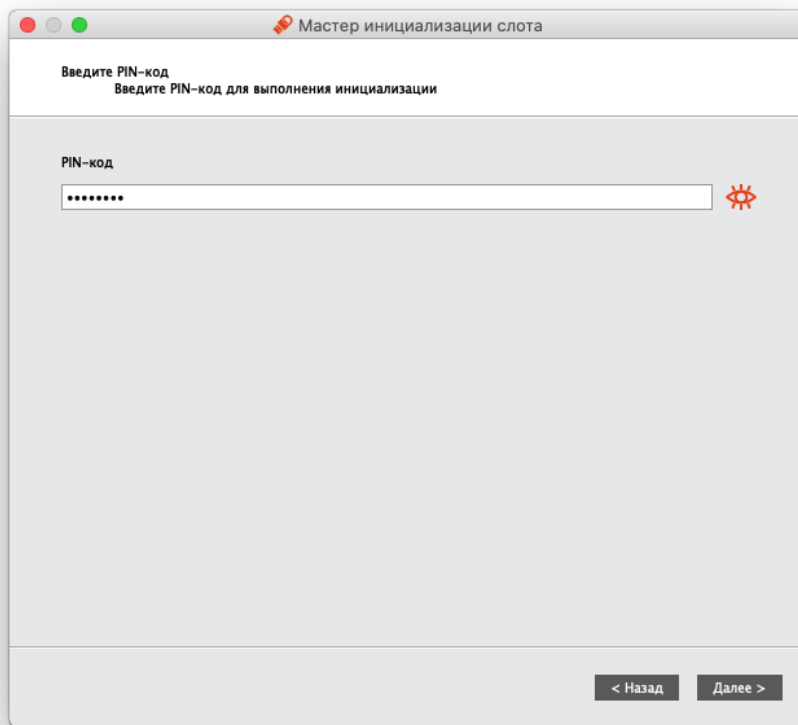 Мастер инициализации слота
Введите PIN-код
Введите PIN-код для выполнения инициализации
PIN-код
••••••••
< Назад
Далее >